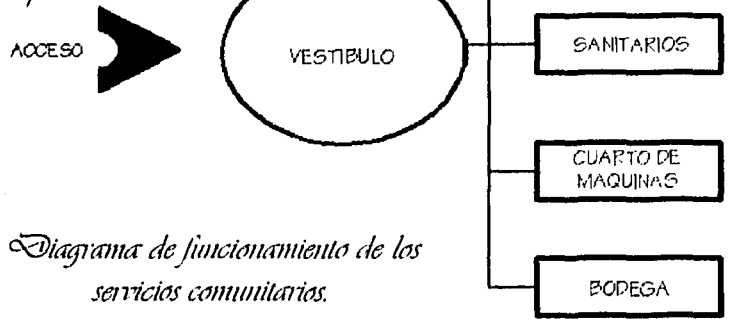 ACCESO
VESTIBULO
SANITARIOS
CUARTO DE
MAQUINAS
BODEGA
Diagrama de funcionamiento de los
servicios comunitarios.